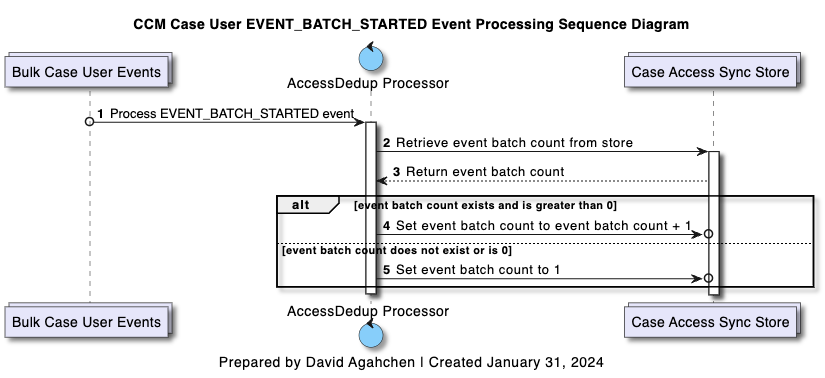 CCM Case User EVENT_BATCH_STARTED Event Processing Sequence Diagram
Bulk Case User Events
AccessDedup Processor
Case Access Sync Store
1 Process EVENT_BATCH_STARTED event
2 Retrieve event batch count from store
3 Return event batch count
alt [event batch count exists and is greater than 0]
4 Set event batch count to event batch count + 1
[event batch count does not exist or is 0]
5 Set event batch count to 1
Bulk Case User Events
AccessDedup Processor
Case Access Sync Store
Prepared by David Agahchen | Created January 31, 2024